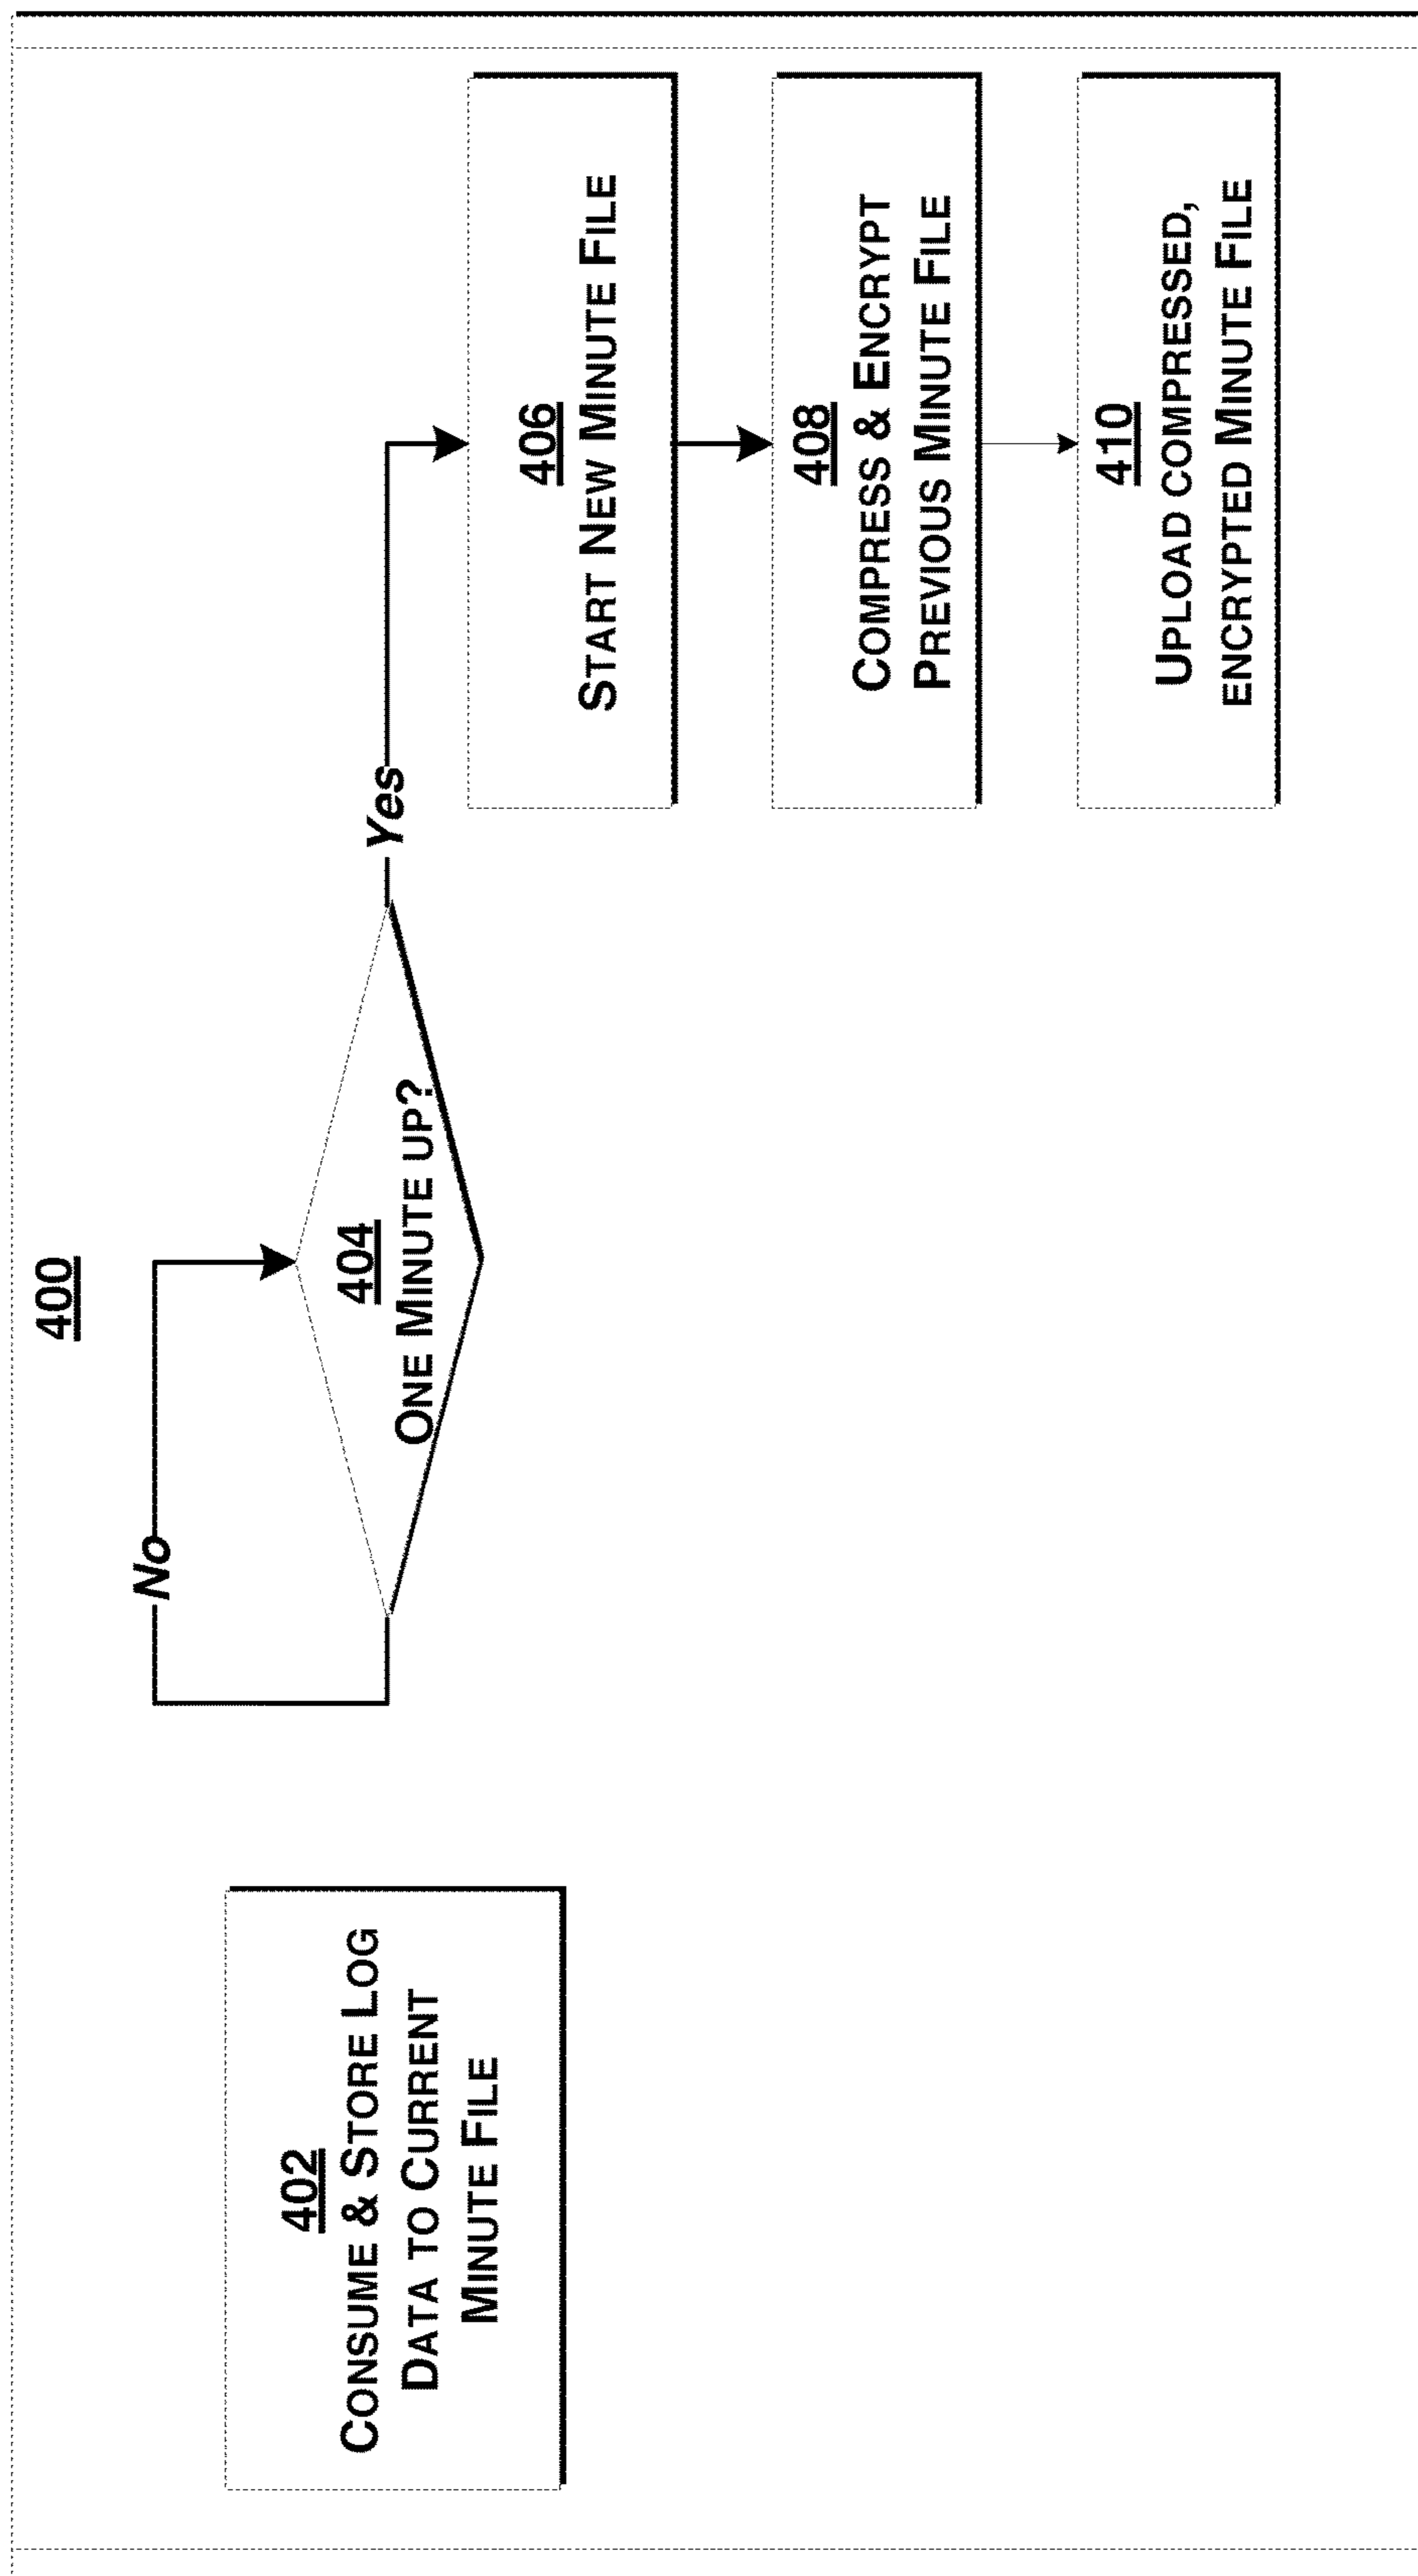 400
402
CONSUME & STORE LOG
DATA TO CURRENT
MINUTE FILE
No
404
ONE MINUTE UP?
Yes
406
START NEW MINUTE FILE
408
COMPRESS & ENCRYPT
PREVIOUS MINUTE FILE
410
UPLOAD COMPRESSED,
ENCRYPTED MINUTE FILE